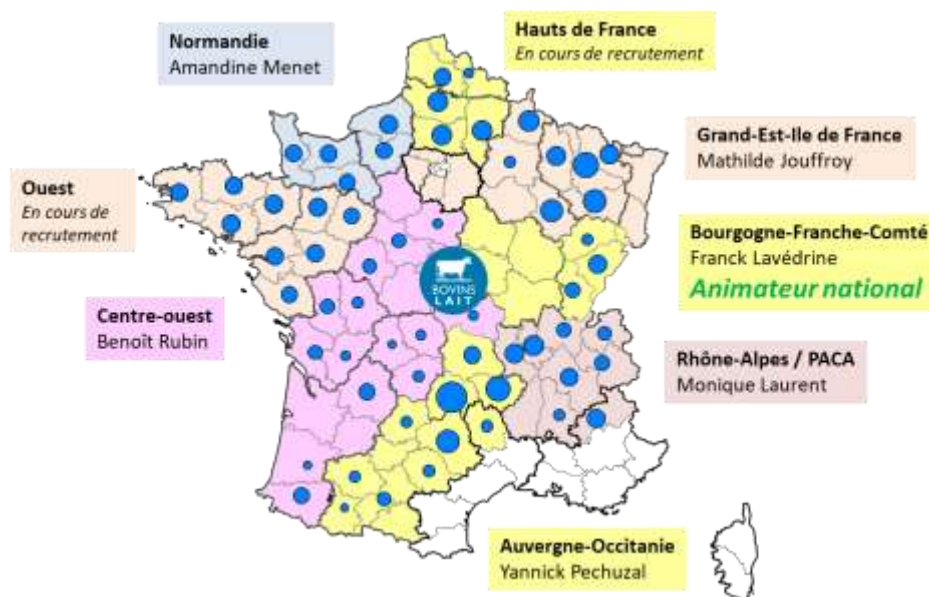 Normandie
Amandine Menet
Hauts de France
En cours de recrutement
Grand-Est-Ile de France
Mathilde Jouffroy
Ouest
En cours de
recrutement
Bourgogne-Franche-Comté
Franck Lavédrine
Animateur national
BOVINS
LAIT
Centre-ouest
Benoît Rubin
Rhône-Alpes / PACA
Monique Laurent
Auvergne-Occitanie
Yannick Pechuzal